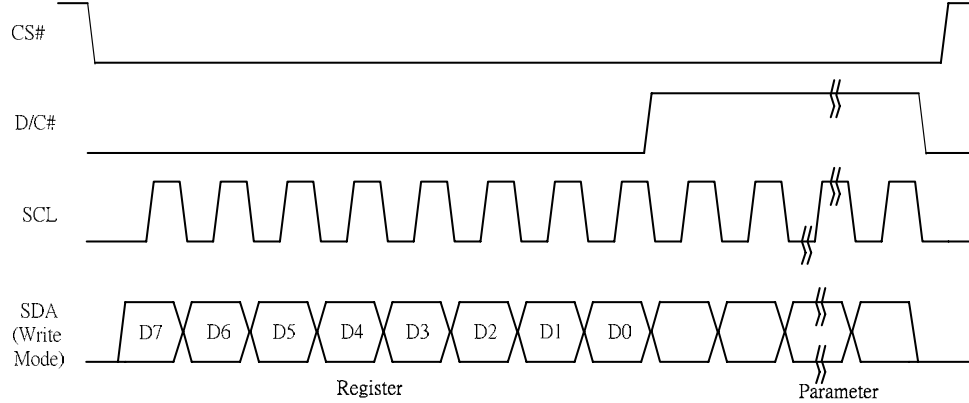 CS#
D/C#
SCL
SDA
(Write
Mode)
D7 D6 D5 D4 D3 D2 D1 D0
Register Parameter